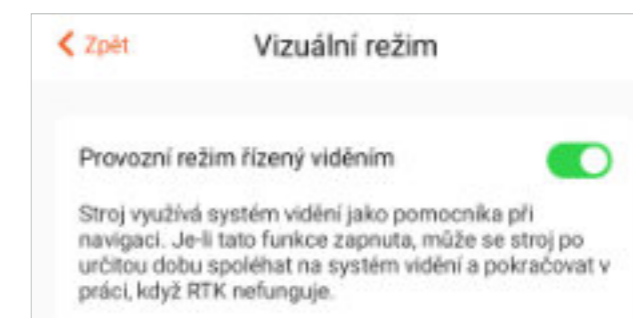 Zpět
Vizuální režim
Provozní režim řízený viděním
Stroj využívá systém vidění jako pomocníka při
navigaci. Je-li tato funkce zapnuta, může se stroj po
určitou dobu spoléhat na systém vidění a pokračovat v
práci, když RTK nefunguje.